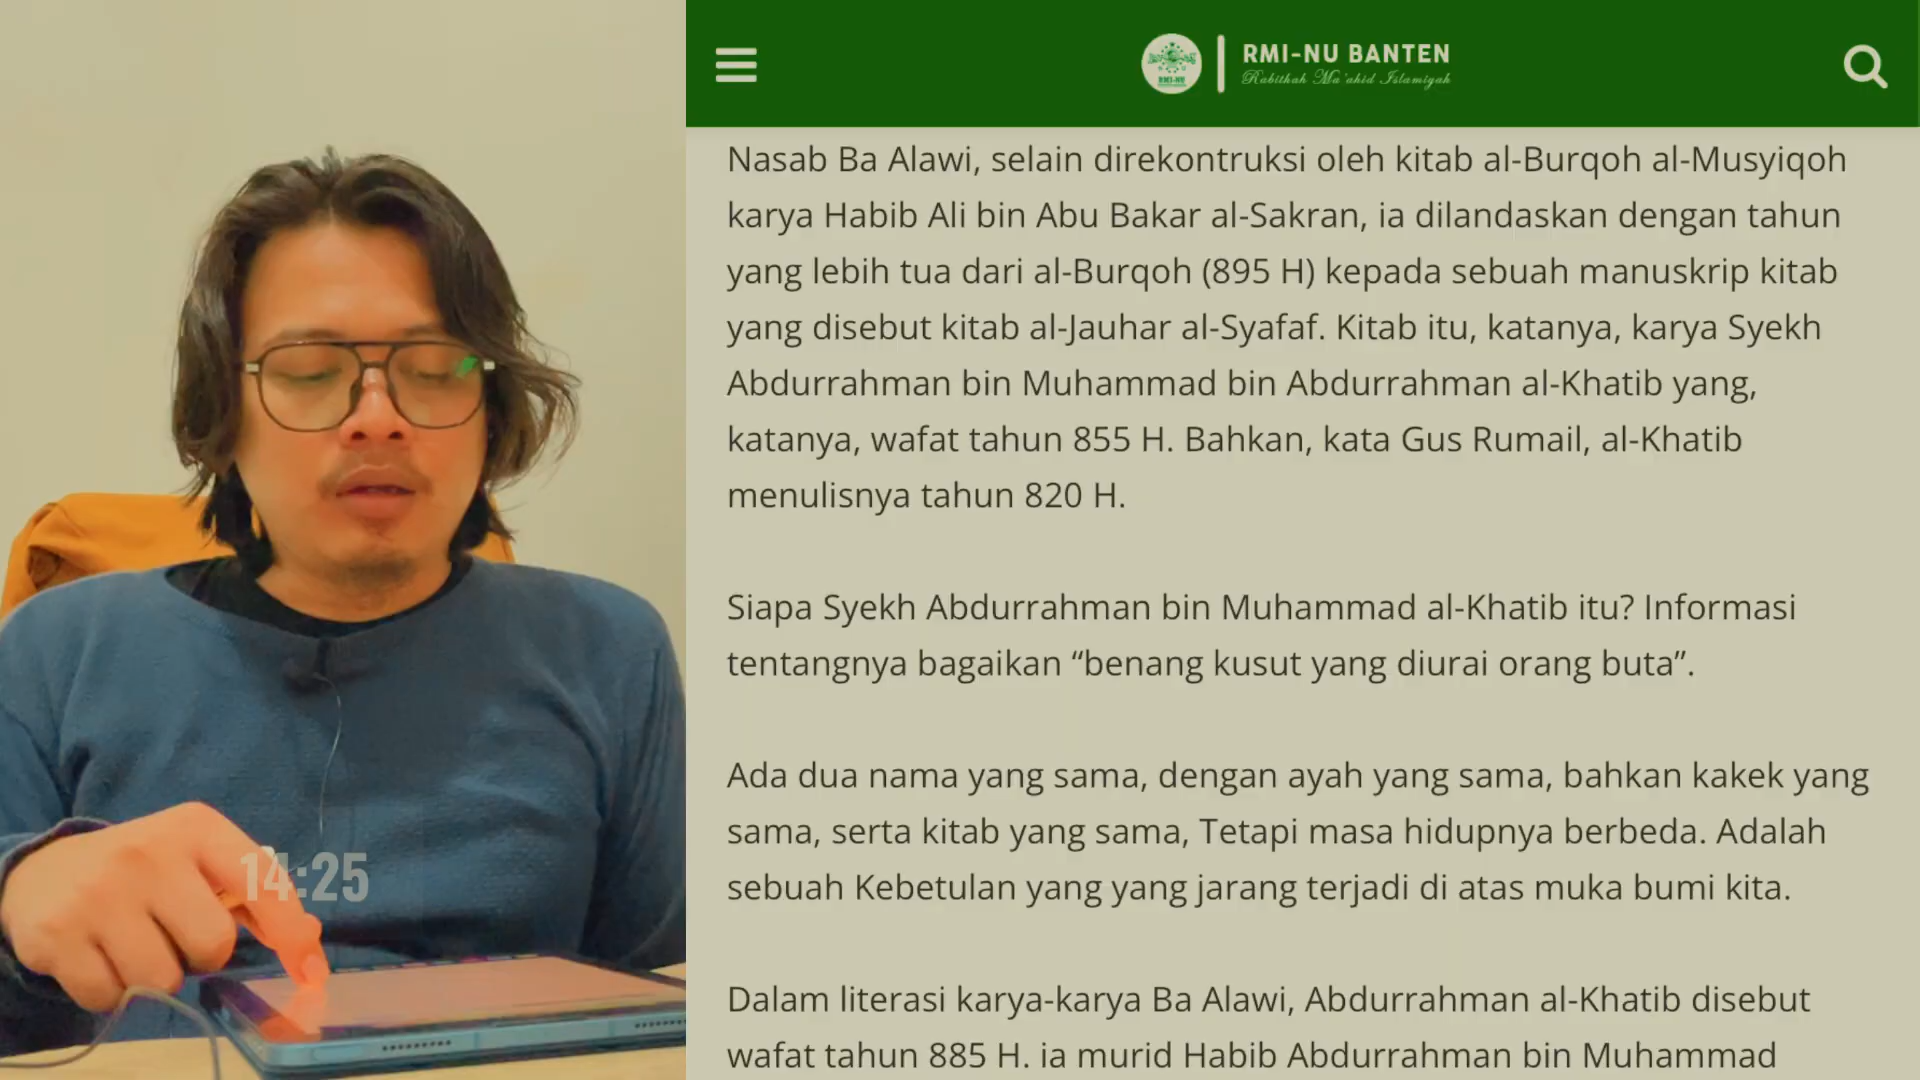 RMI-NU BANTEN
Rabithah Ma'ahid Islamiyah
RMI-NU
Nasab Ba Alawi, selain direkontruksi oleh kitab al-Burqoh al-Musyiqoh
karya Habib Ali bin Abu Bakar al-Sakran, ia dilandaskan dengan tahun
yang lebih tua dari al-Burqoh (895 H) kepada sebuah manuskrip kitab
yang disebut kitab al-Jauhar al-Syafaf. Kitab itu, katanya, karya Syekh
Abdurrahman bin Muhammad bin Abdurrahman al-Khatib yang,
katanya, wafat tahun 855 H. Bahkan, kata Gus Rumail, al-Khatib
menulisnya tahun 820 H.
Siapa Syekh Abdurrahman bin Muhammad al-Khatib itu? Informasi
tentangnya bagaikan “benang kusut yang diurai orang buta”.
Ada dua nama yang sama, dengan ayah yang sama, bahkan kakek yang
sama, serta kitab yang sama, Tetapi masa hidupnya berbeda. Adalah
sebuah Kebetulan yang yang jarang terjadi di atas muka bumi kita.
Dalam literasi karya-karya Ba Alawi, Abdurrahman al-Khatib disebut
wafat tahun 885 H. ia murid Habib Abdurrahman bin Muhammad
14:25